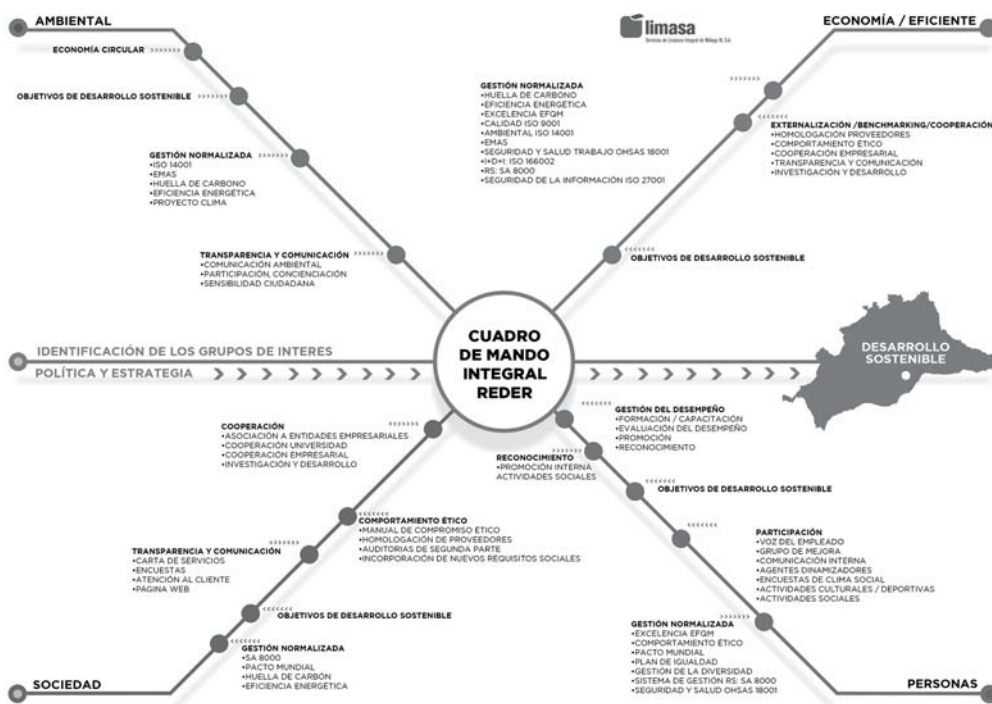 AMBIENTAL
ECONOMÍA CIRCULAR
OBJETIVOS DE DESARROLLO SOSTENIBLE
GESTIÓN NORMALIZADA
•ISO 14001
•EMAS
•HUELLA DE CARBONO
•EFICIENCIA ENERGÉTICA
•PROYECTO CLIMA
TRANSPARENCIA Y COMUNICACIÓN
•COMUNICACIÓN AMBIENTAL
•PARTICIPACIÓN, CONCIENCIACIÓN
•SENSIBILIDAD CIUDADANA
limasa
Servicios de Limpieza Integral de Málaga III, S.A.
ECONOMÍA / EFICIENTE
GESTIÓN NORMALIZADA
•HUELLA DE CARBONO
•EFICIENCIA ENERGÉTICA
•EXCELENCIA EFQM
•CALIDAD ISO 9001
•AMBIENTAL ISO 14001
•EMAS
•SEGURIDAD Y SALUD TRABAJO OHSAS 18001
•I+D+I: ISO 166002
•RS: SA 8000
•SEGURIDAD DE LA INFORMACIÓN ISO 27001
EXTERNALIZACIÓN /BENCHMARKING/COOPERACIÓN
•HOMOLOGACIÓN PROVEEDORES
•COMPORTAMIENTO ÉTICO
•COOPERACIÓN EMPRESARIAL
•TRANSPARENCIA Y COMUNICACIÓN
•INVESTIGACIÓN Y DESARROLLO
OBJETIVOS DE DESARROLLO SOSTENIBLE
IDENTIFICACIÓN DE LOS GRUPOS DE INTERES
POLÍTICA Y ESTRATEGIA
CUADRO
DE MANDO
INTEGRAL
REDER
DESARROLLO
SOSTENIBLE
COOPERACIÓN
•ASOCIACIÓN A ENTIDADES EMPRESARIALES
•COOPERACIÓN UNIVERSIDAD
•COOPERACIÓN EMPRESARIAL
•INVESTIGACIÓN Y DESARROLLO
COMPORTAMIENTO ÉTICO
•MANUAL DE COMPROMISO ÉTICO
•HOMOLOGACIÓN DE PROVEEDORES
•AUDITORIAS DE SEGUNDA PARTE
•INCORPORACIÓN DE NUEVOS REQUISITOS SOCIALES
TRANSPARENCIA Y COMUNICACIÓN
•CARTA DE SERVICIOS
•ENCUESTAS
•ATENCIÓN AL CLIENTE
•PÁGINA WEB
OBJETIVOS DE DESARROLLO SOSTENIBLE
GESTIÓN NORMALIZADA
•SA 8000
•PACTO MUNDIAL
•HUELLA DE CARBÓN
•EFICIENCIA ENERGÉTICA
SOCIEDAD
GESTIÓN DEL DESEMPEÑO
•FORMACIÓN / CAPACITACIÓN
•EVALUACIÓN DEL DESEMPEÑO
•PROMOCIÓN
•RECONOCIMIENTO
RECONOCIMIENTO
•PROMOCIÓN INTERNA
ACTIVIDADES SOCIALES
OBJETIVOS DE DESARROLLO SOSTENIBLE
PARTICIPACIÓN
•VOZ DEL EMPLEADO
•GRUPO DE MEJORA
•COMUNICACIÓN INTERNA
•AGENTES DINAMIZADORES
•ENCUESTAS DE CLIMA SOCIAL
•ACTIVIDADES CULTURALES / DEPORTIVAS
•ACTIVIDADES SOCIALES
GESTIÓN NORMALIZADA
•EXCELENCIA EFQM
•COMPORTAMIENTO ÉTICO
•PACTO MUNDIAL
•PLAN DE IGUALDAD
•GESTIÓN DE LA DIVERSIDAD
•SISTEMA DE GESTIÓN RS: SA 8000
•SEGURIDAD Y SALUD OHSAS 18001
PERSONAS